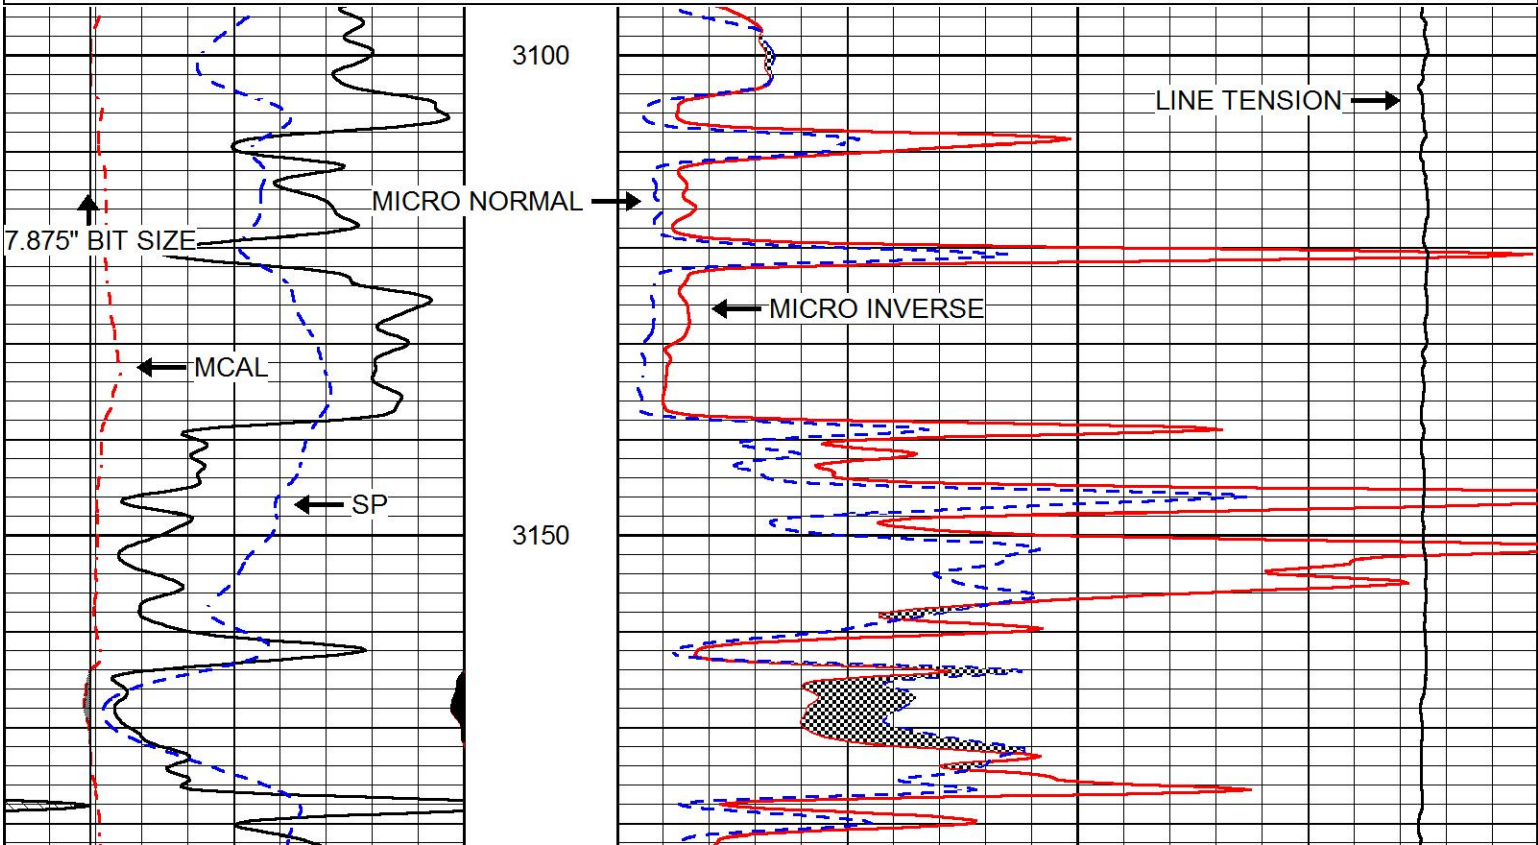 3100
LINE TENSION
MICRO NORMAL
7.875" BIT SIZE
MICRO INVERSE
MCAL
SP
3150